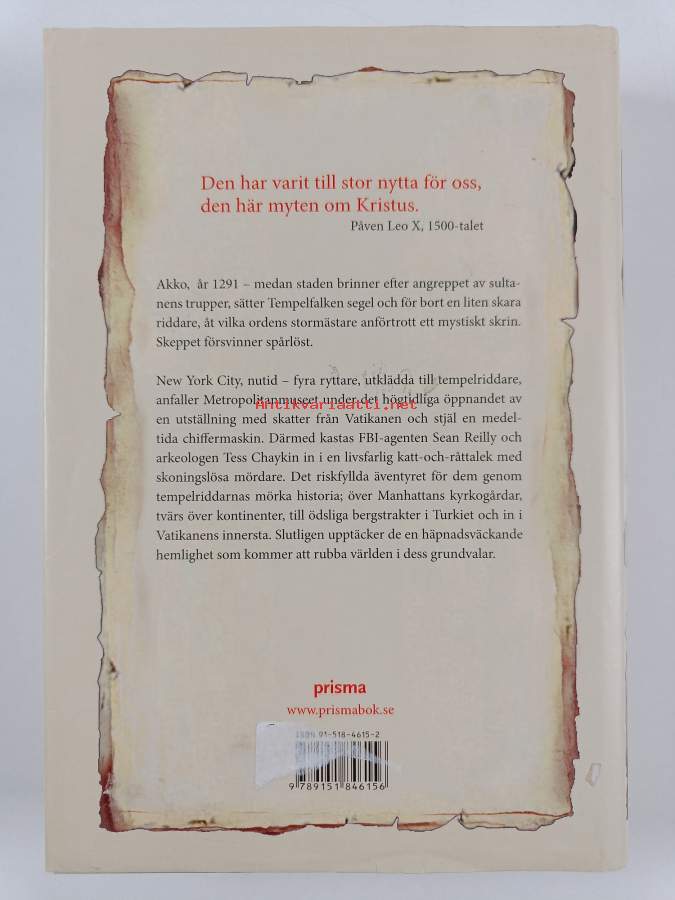 Den har varit till stor nytta för oss,
den här myten om Kristus.
Påven Leo X, 1500-talet
Akko, år 1291 – medan staden brinner efter angreppet av sulta-
nens trupper, sätter Tempelfalken segel och för bort en liten skara
riddare, åt vilka ordens stormästare anförtrott ett mystiskt skrin.
Skeppet försvinner spårlöst.
New York City, nutid – fyra ryttare, utklädda till tempelriddare,
anfaller Metropolitanmuseet under det högtidliga öppnandet av
Antikvariaatti.net
en utställning med skatter från Vatikanen och stjäl en medel-
tida chiffermaskin. Därmed kastas FBI-agenten Sean Reilly och
arkeologen Tess Chaykin in i en livsfarlig katt-och-råttalek med
skoningslösa mördare. Det riskfyllda äventyret för dem genom
tempelriddarnas mörka historia; över Manhattans kyrkogårdar,
tvärs över kontinenter, till ödsliga bergstrakter i Turkiet och in i
Vatikanens innersta. Slutligen upptäcker de en häpnadsväckande
hemlighet som kommer att rubba världen i dess grundvalar.
prisma
www.prismabok.se
ISBN 91-518-4615-2
9 789151 846156